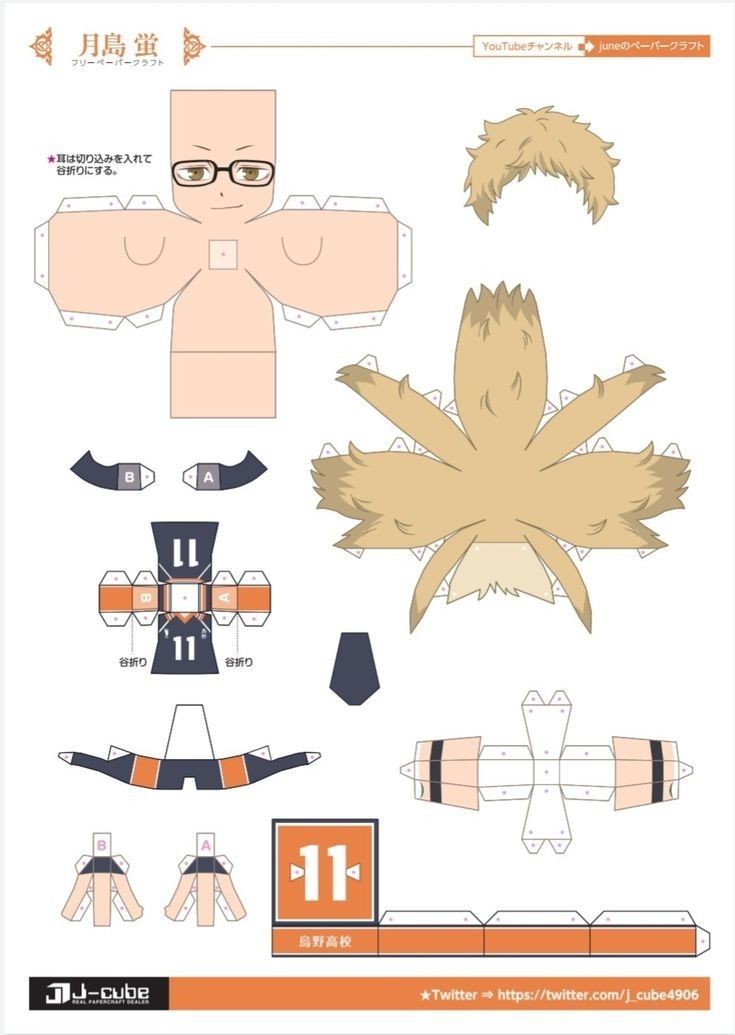 月島 蛍
フリーペーパークラフト
YouTubeチャンネル
juneのペーパークラフト
★耳は切り込みを入れて
谷折りにする。
B
A
11
B
A
11
谷折り
谷折り
B
A
11
烏野高校
J-cube
REAL PAPERCRAFT DEALER
★Twitter ⇒ https://twitter.com/j_cube4906